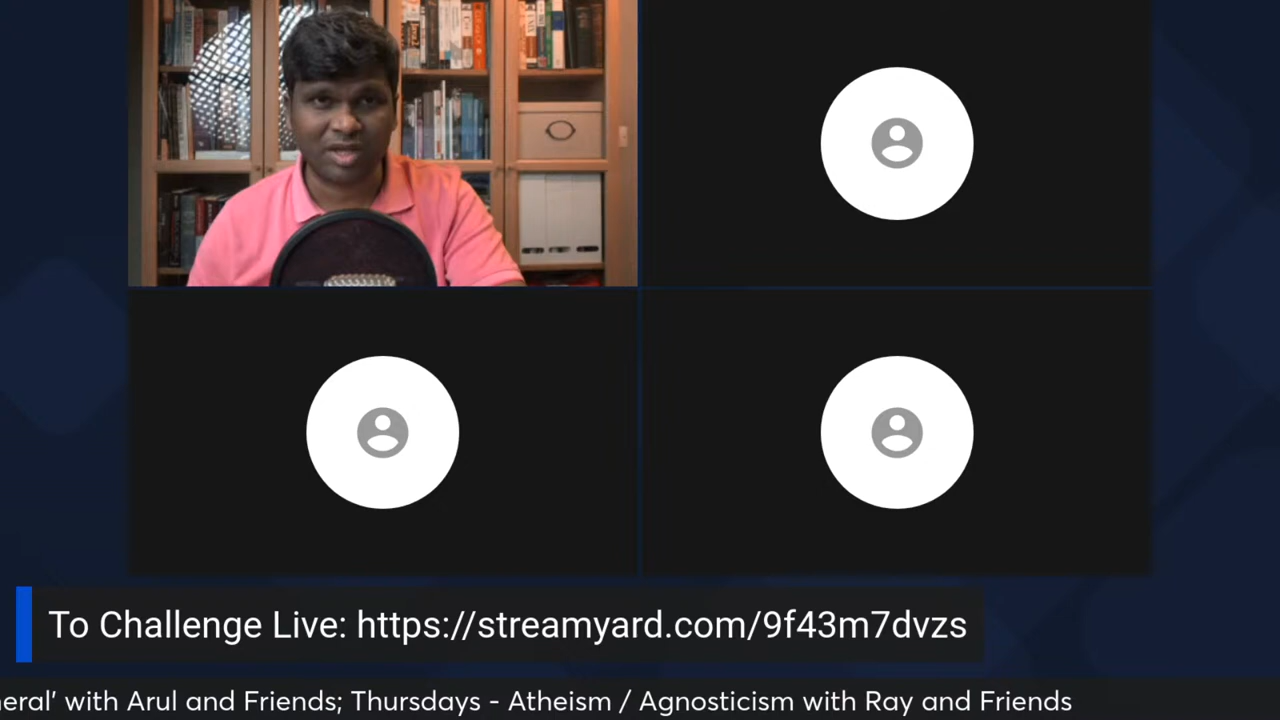 To Challenge Live: https://streamyard.com/9f43m7dvzs
neral' with Arul and Friends; Thursdays - Atheism / Agnosticism with Ray and Friends